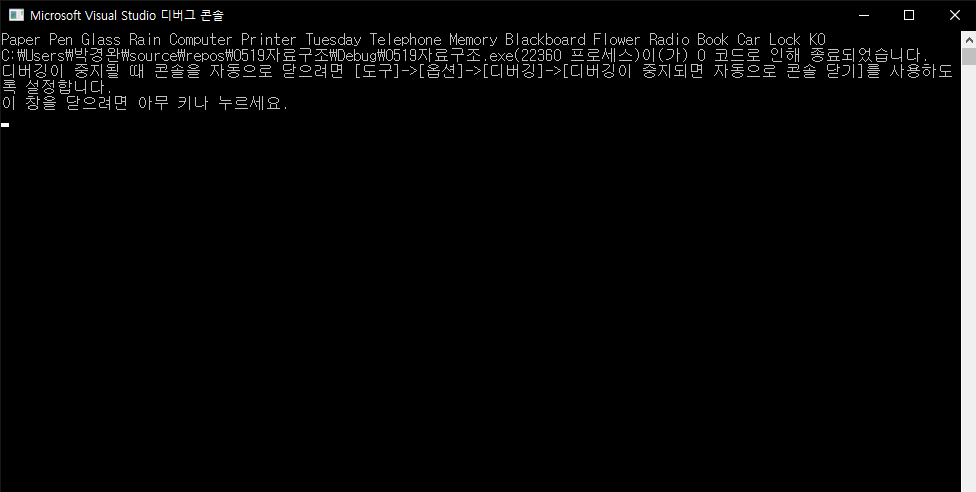 Microsoft Visual Studio 디버그 콘솔
Paper Pen Glass Rain Computer Printer Tuesday Telephone Memory Blackboard Flower Radio Book Car Lock KO
C:₩Users₩박경완₩source₩repos₩0519자료구조₩Debug₩0519자료구조.exe(22360 프로세스)이(가) 0 코드로 인해 종료되었습니다.
디버깅이 중지될 때 콘솔을 자동으로 닫으려면 [도구]->[옵션]->[디버깅]->[디버깅이 중지되면 자동으로 콘솔 닫기]를 사용하도
록 설정합니다.
이 창을 닫으려면 아무 키나 누르세요.